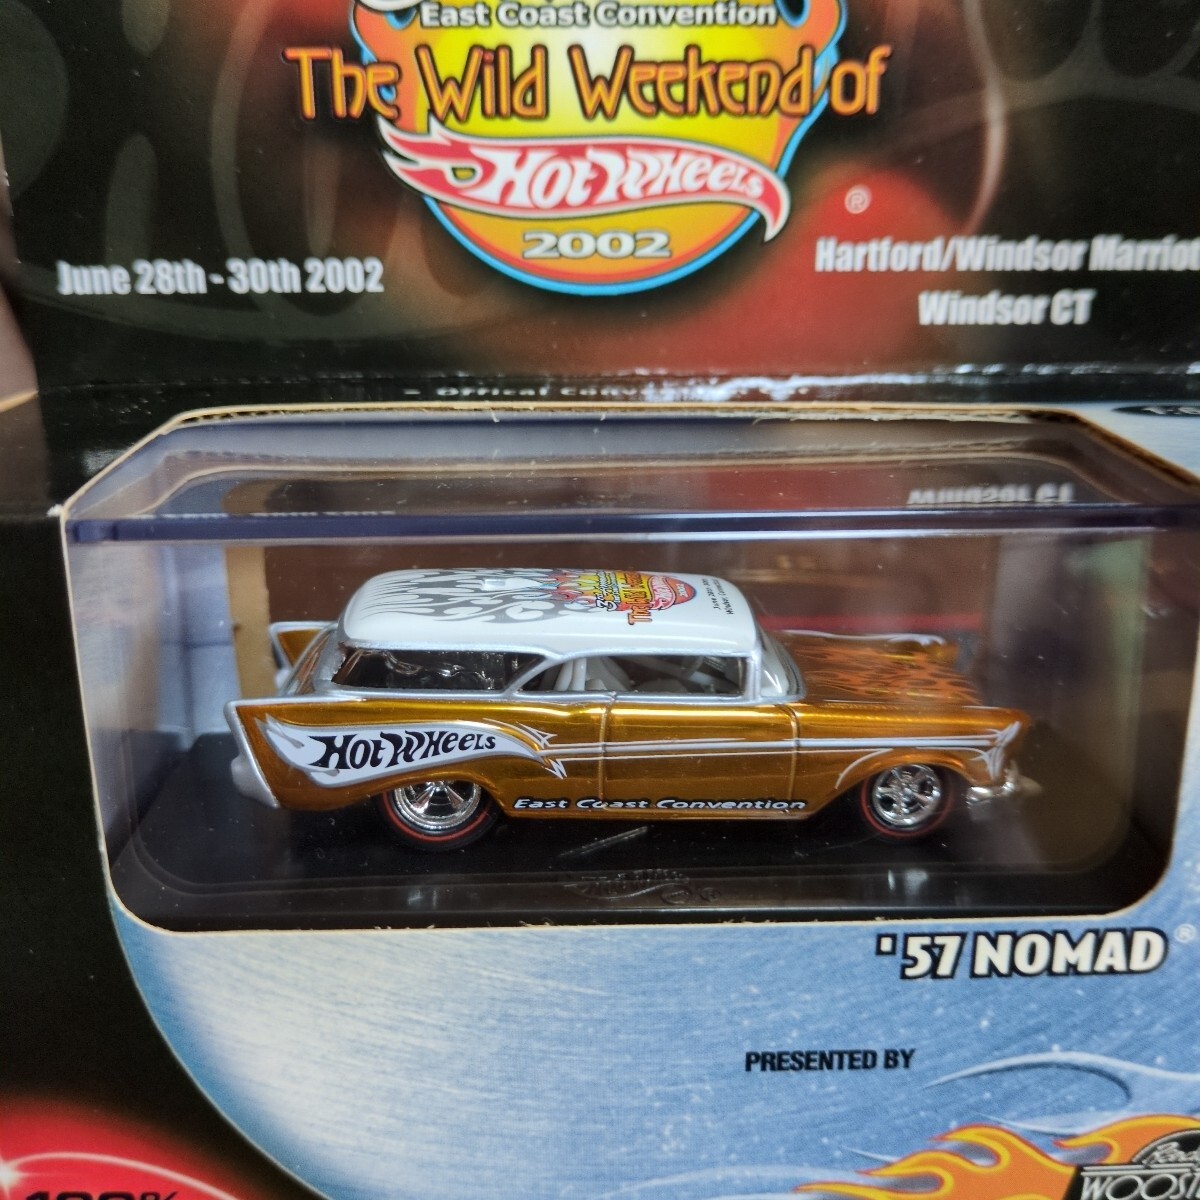 East Coast Convention
The Wild Weekend of
Hot Wheels ®
2002
June 28th - 30th 2002
Hartford/Windsor
Windsor CT
Hot Wheels
East Coast Convention
'57 NOMAD ®
PRESENTED BY